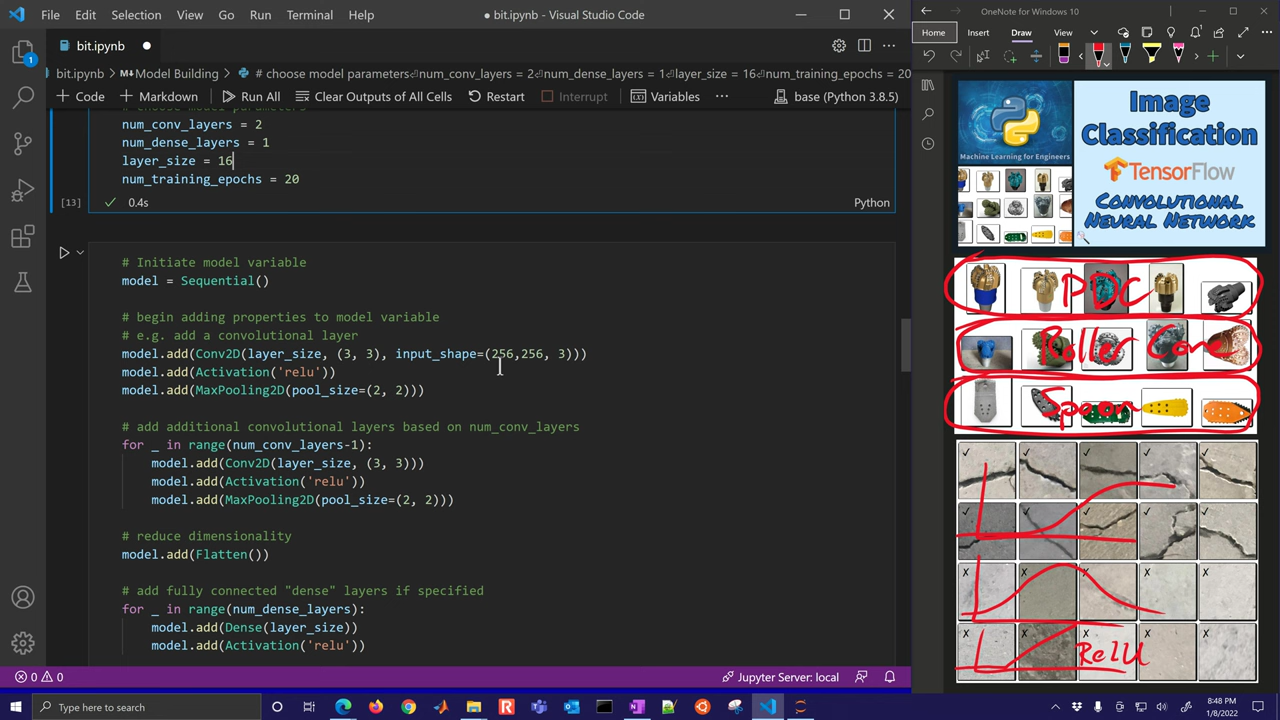 File Edit Selection View Go Run Terminal Help
● bit.ipynb - Visual Studio Code
bit.ipynb
bit.ipynb > Model Building > # choose model parameters⏎num_conv_layers = 2⏎num_dense_layers = 1⏎layer_size = 16⏎num_training_epochs = 20
+ Code + Markdown Run All Clear Outputs of All Cells Restart Interrupt Variables ... base (Python 3.8.5)
# choose model parameters
num_conv_layers = 2
num_dense_layers = 1
layer_size = 16
num_training_epochs = 20
[13] ✓ 0.4s Python
# Initiate model variable
model = Sequential()
# begin adding properties to model variable
# e.g. add a convolutional layer
model.add(Conv2D(layer_size, (3, 3), input_shape=(256,256, 3)))
model.add(Activation('relu'))
model.add(MaxPooling2D(pool_size=(2, 2)))
# add additional convolutional layers based on num_conv_layers
for _ in range(num_conv_layers-1):
model.add(Conv2D(layer_size, (3, 3)))
model.add(Activation('relu'))
model.add(MaxPooling2D(pool_size=(2, 2)))
# reduce dimensionality
model.add(Flatten())
# add fully connected "dense" layers if specified
for _ in range(num_dense_layers):
model.add(Dense(layer_size))
model.add(Activation('relu'))
1
0 0
Jupyter Server: local
OneNote for Windows 10
Home Insert Draw View
Machine Learning for Engineers
Image
Classification
TensorFlow
Convolutional
Neural Network
PDC
Roller Cone
Spoon
RelU
Type here to search
8:48 PM
1/8/2022